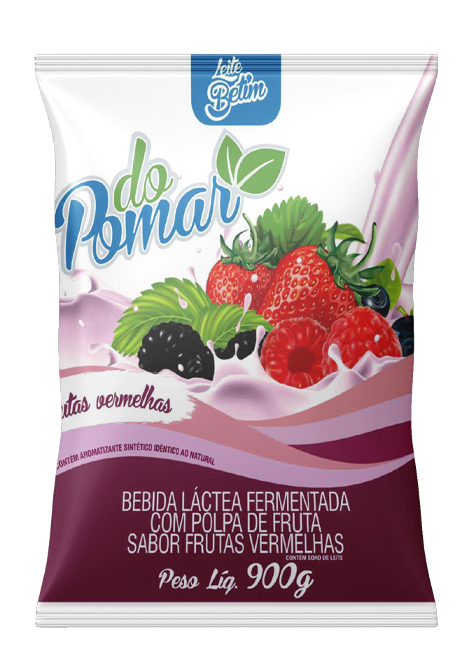 Leite
Betim
do
Pomar
utas vermelhas
CONTÉM AROMATIZANTE SINTÉTICO IDÊNTICO AO NATURAL
BEBIDA LÁCTEA FERMENTADA
COM POLPA DE FRUTA
SABOR FRUTAS VERMELHAS
CONTÉM SORO DE LEITE
Peso Líq. 900g